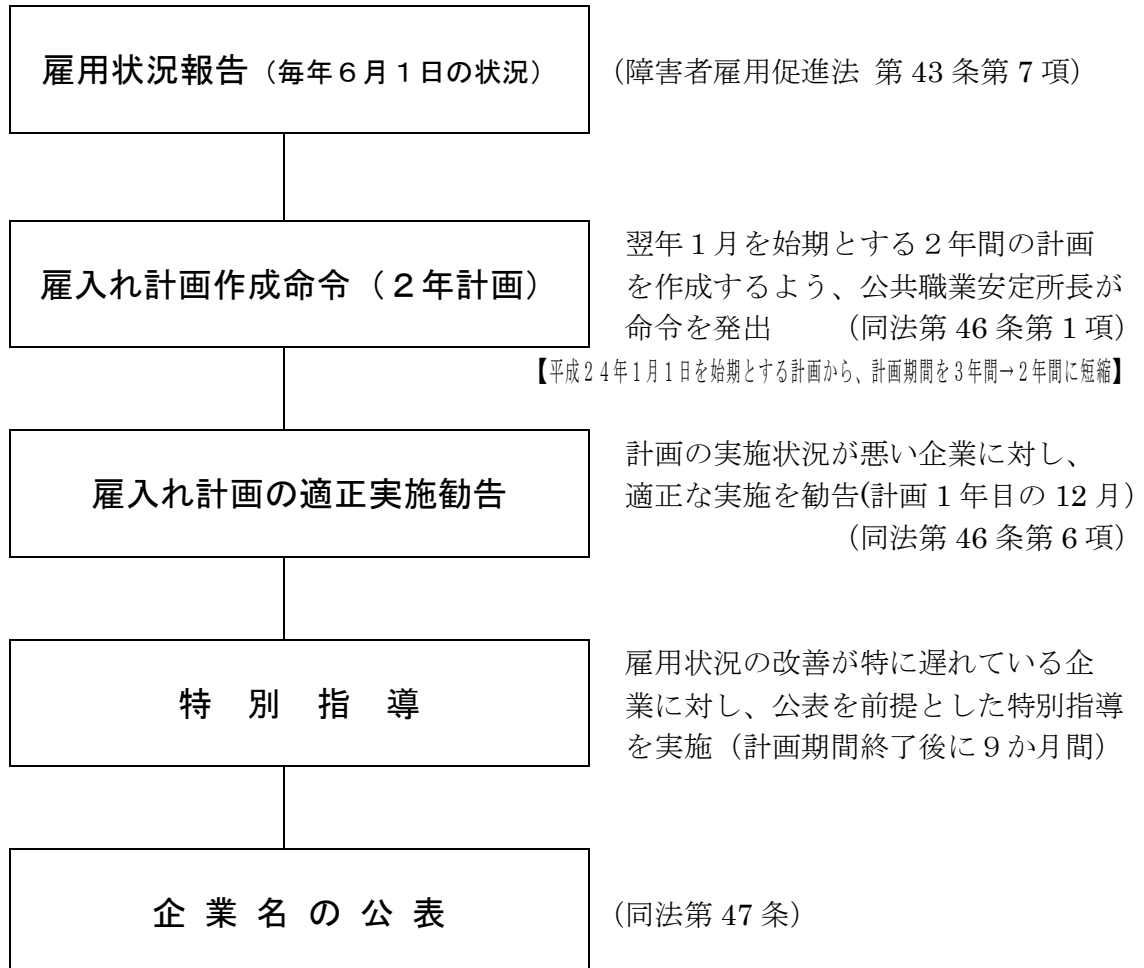 雇用状況報告（毎年６月１日の状況）
（障害者雇用促進法 第 43 条第 7 項）
雇入れ計画作成命令（２年計画）
翌年１月を始期とする２年間の計画
を作成するよう、公共職業安定所長が
命令を発出　　（同法第 46 条第 1 項）
【平成２４年１月１日を始期とする計画から、計画期間を３年間→２年間に短縮】
雇入れ計画の適正実施勧告
計画の実施状況が悪い企業に対し、
適正な実施を勧告(計画 1 年目の 12 月）
（同法第 46 条第 6 項）
特　別　指　導
雇用状況の改善が特に遅れている企
業に対し、公表を前提とした特別指導
を実施（計画期間終了後に９か月間）
企 業 名 の 公 表
（同法第 47 条）